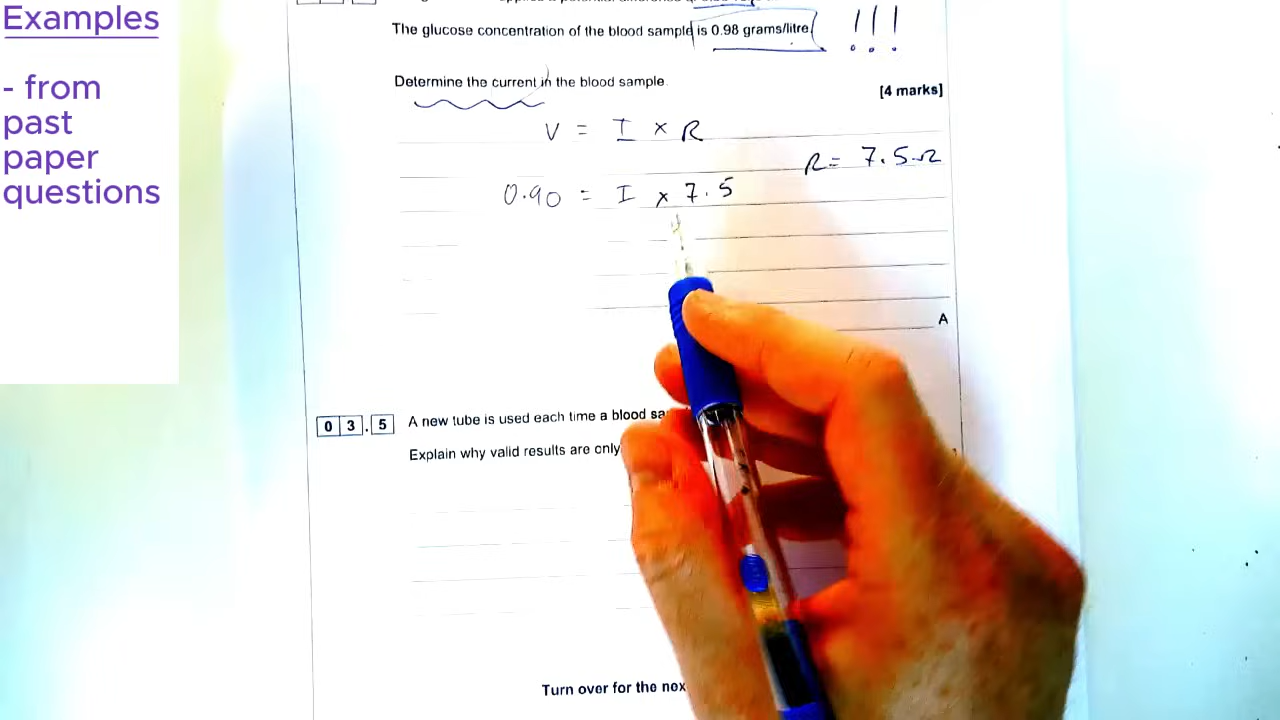 Examples
- from
past
paper
questions
The glucose concentration of the blood sample is 0.98 grams/litre. !!!
Determine the current in the blood sample.
[4 marks]
V = I × R
R = 7.5Ω
0.90 = I × 7.5
A
0 3 . 5 A new tube is used each time a blood sa
Explain why valid results are only
Turn over for the nex